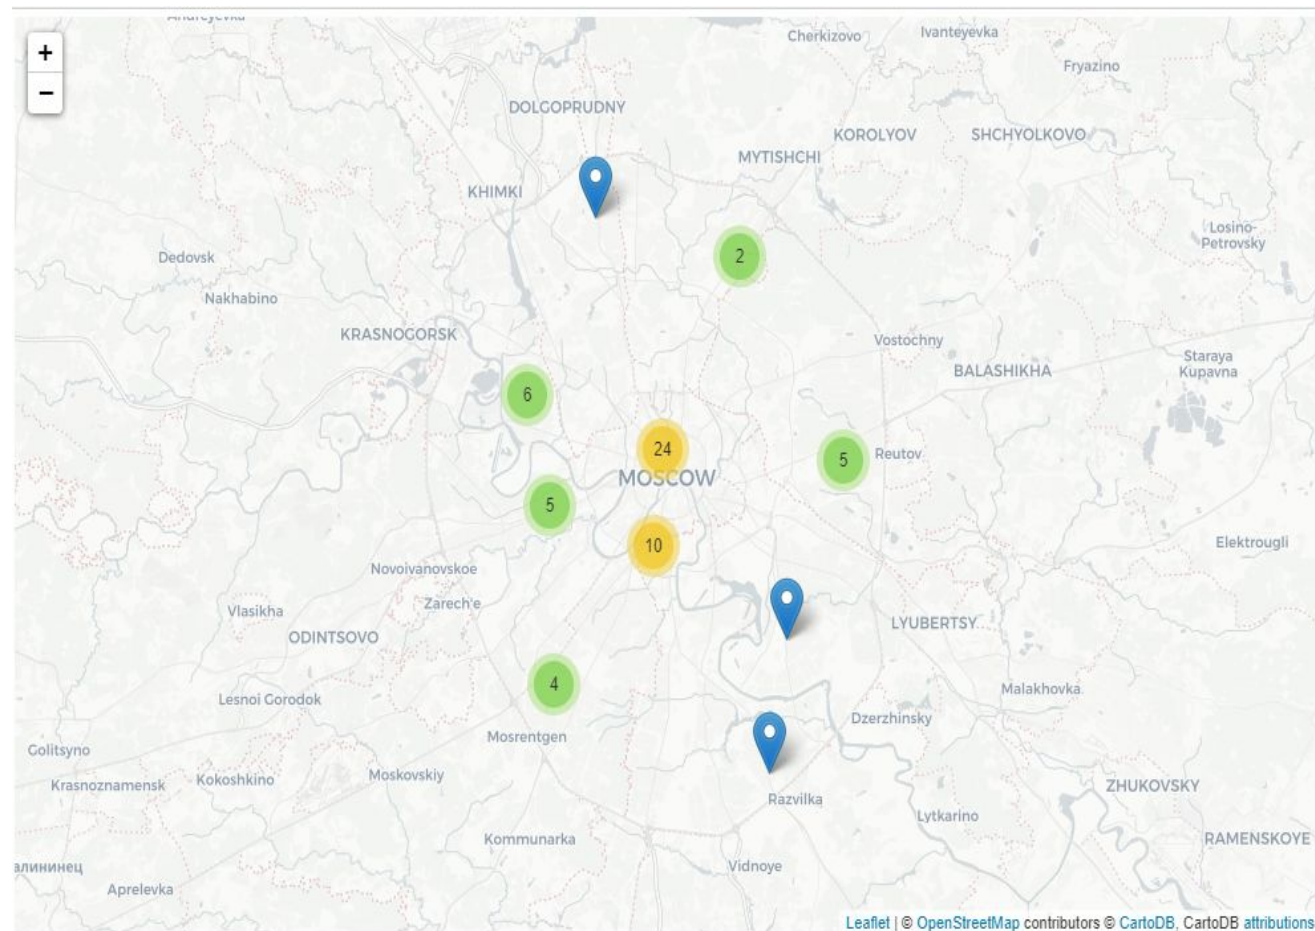 Andreyevka
Cherkizovo
Ivanteyevka
+
Fryazino
−
DOLGOPRUDNY
KOROLYOV
SHCHYOLKOVO
MYTISHCHI
KHIMKI
Losino-
Petrovsky
2
Dedovsk
Nakhabino
KRASNOGORSK
Vostochny
Staraya
Kupavna
BALASHIKHA
6
24
Reutov
5
MOSCOW
5
10
Elektrougli
Novoivanovskoe
Zarech'e
Vlasikha
LYUBERTSY
ODINTSOVO
4
Malakhovka
Lesnoi Gorodok
Dzerzhinsky
Mosrentgen
Golitsyno
Moskovskiy
Kokoshkino
Krasnoznamensk
ZHUKOVSKY
Razvilka
Lytkarino
Kommunarka
RAMENSKOYE
Vidnoye
алининец
Aprelevka
Leaflet | © OpenStreetMap contributors © CartoDB, CartoDB attributions